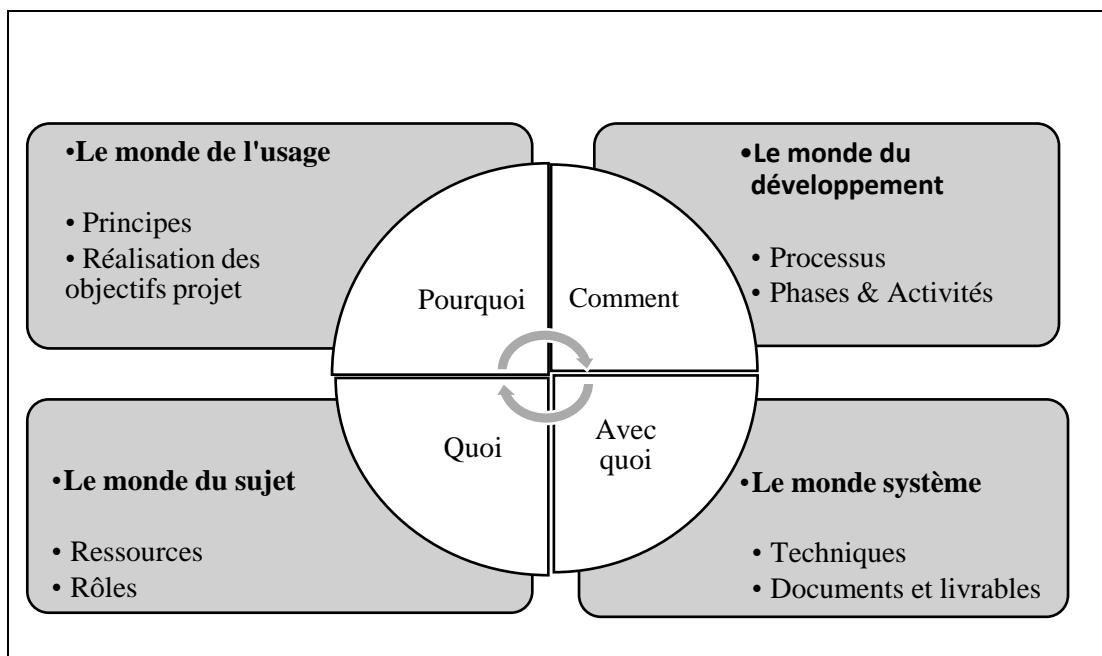 •Le monde de l'usage
• Principes
• Réalisation des
objectifs projet
•Le monde du
développement
• Processus
• Phases & Activités
Pourquoi
Comment
Quoi
Avec
quoi
•Le monde du sujet
• Ressources
• Rôles
•Le monde système
• Techniques
• Documents et livrables